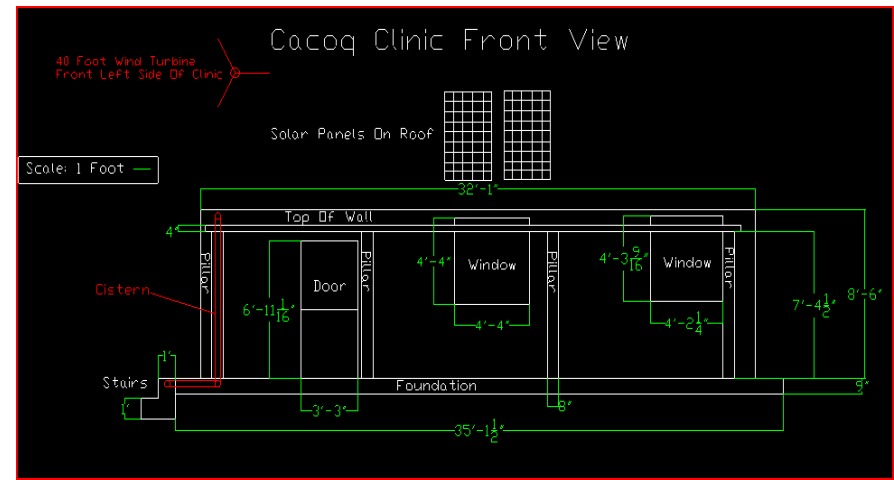 Cacoq Clinic Front View
40 Foot Wind Turbine
Front Left Side Of Clinic
Solar Panels On Roof
Scale: 1 Foot
32'-1"
Top Of Wall
4"
Pillar
Pillar
Pillar
Pillar
Door
Window
Window
4'-4"
4'-3 9/16"
Cistern
6'-11 1/16"
7'-4 1/2"
8'-6"
4'-4"
4'-2 1/4"
1'
Stairs
Foundation
9"
1'
3'-3"
8"
35'-1 1/2"